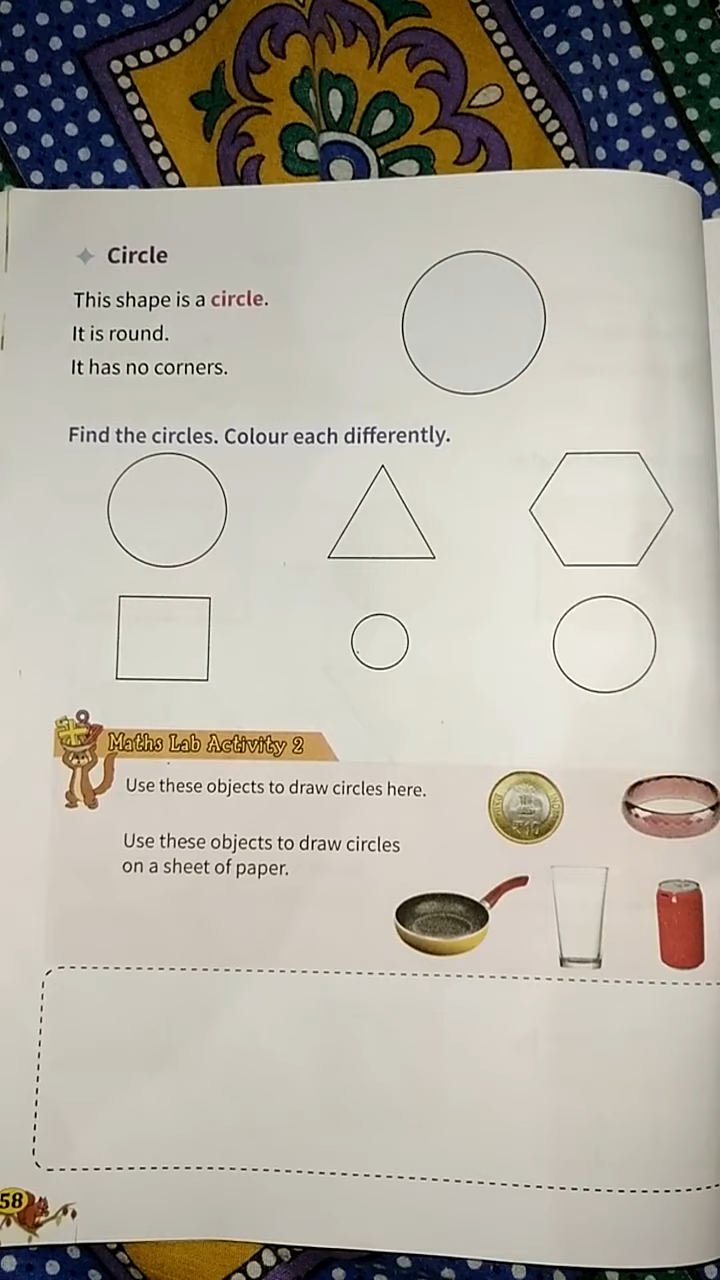 Circle
This shape is a circle.
It is round.
It has no corners.
Find the circles. Colour each differently.
Maths Lab Activity 2
Use these objects to draw circles here.
Use these objects to draw circles
on a sheet of paper.
58